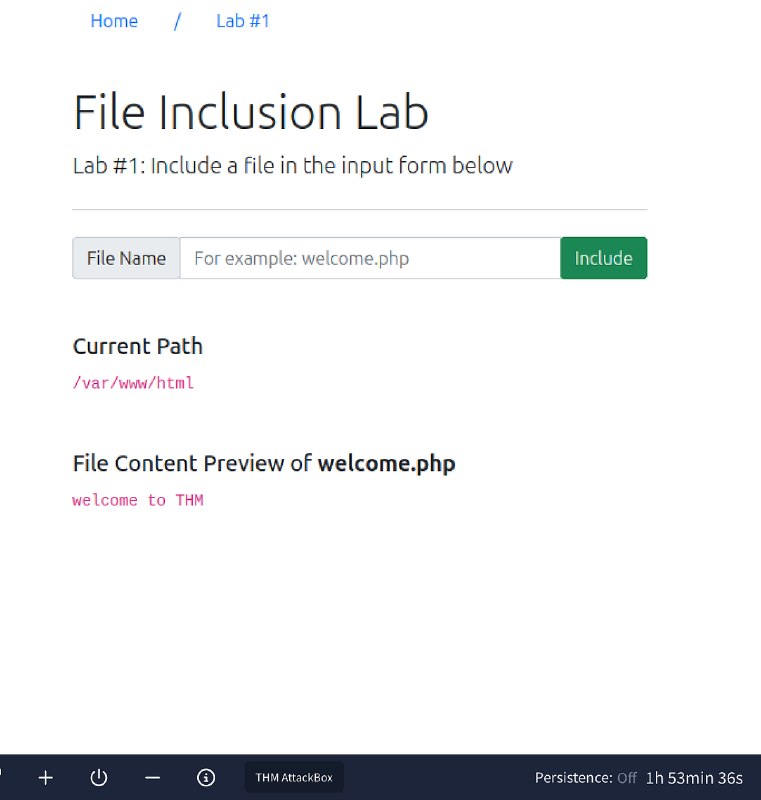 Home / Lab #1
File Inclusion Lab
Lab #1: Include a file in the input form below
File Name For example: welcome.php Include
Current Path
/var/www/html
File Content Preview of welcome.php
welcome to THM
THM AttackBox Persistence: Off 1h 53min 36s